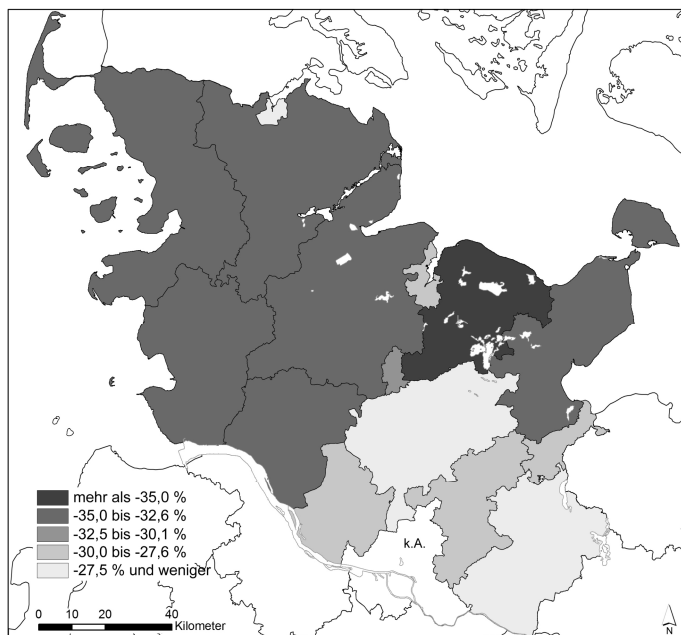 mehr als -35,0 %
-35,0 bis -32,6 %
-32,5 bis -30,1 %
-30,0 bis -27,6 %
-27,5 % und weniger
k.A.
0 10 20 40
Kilometer
N